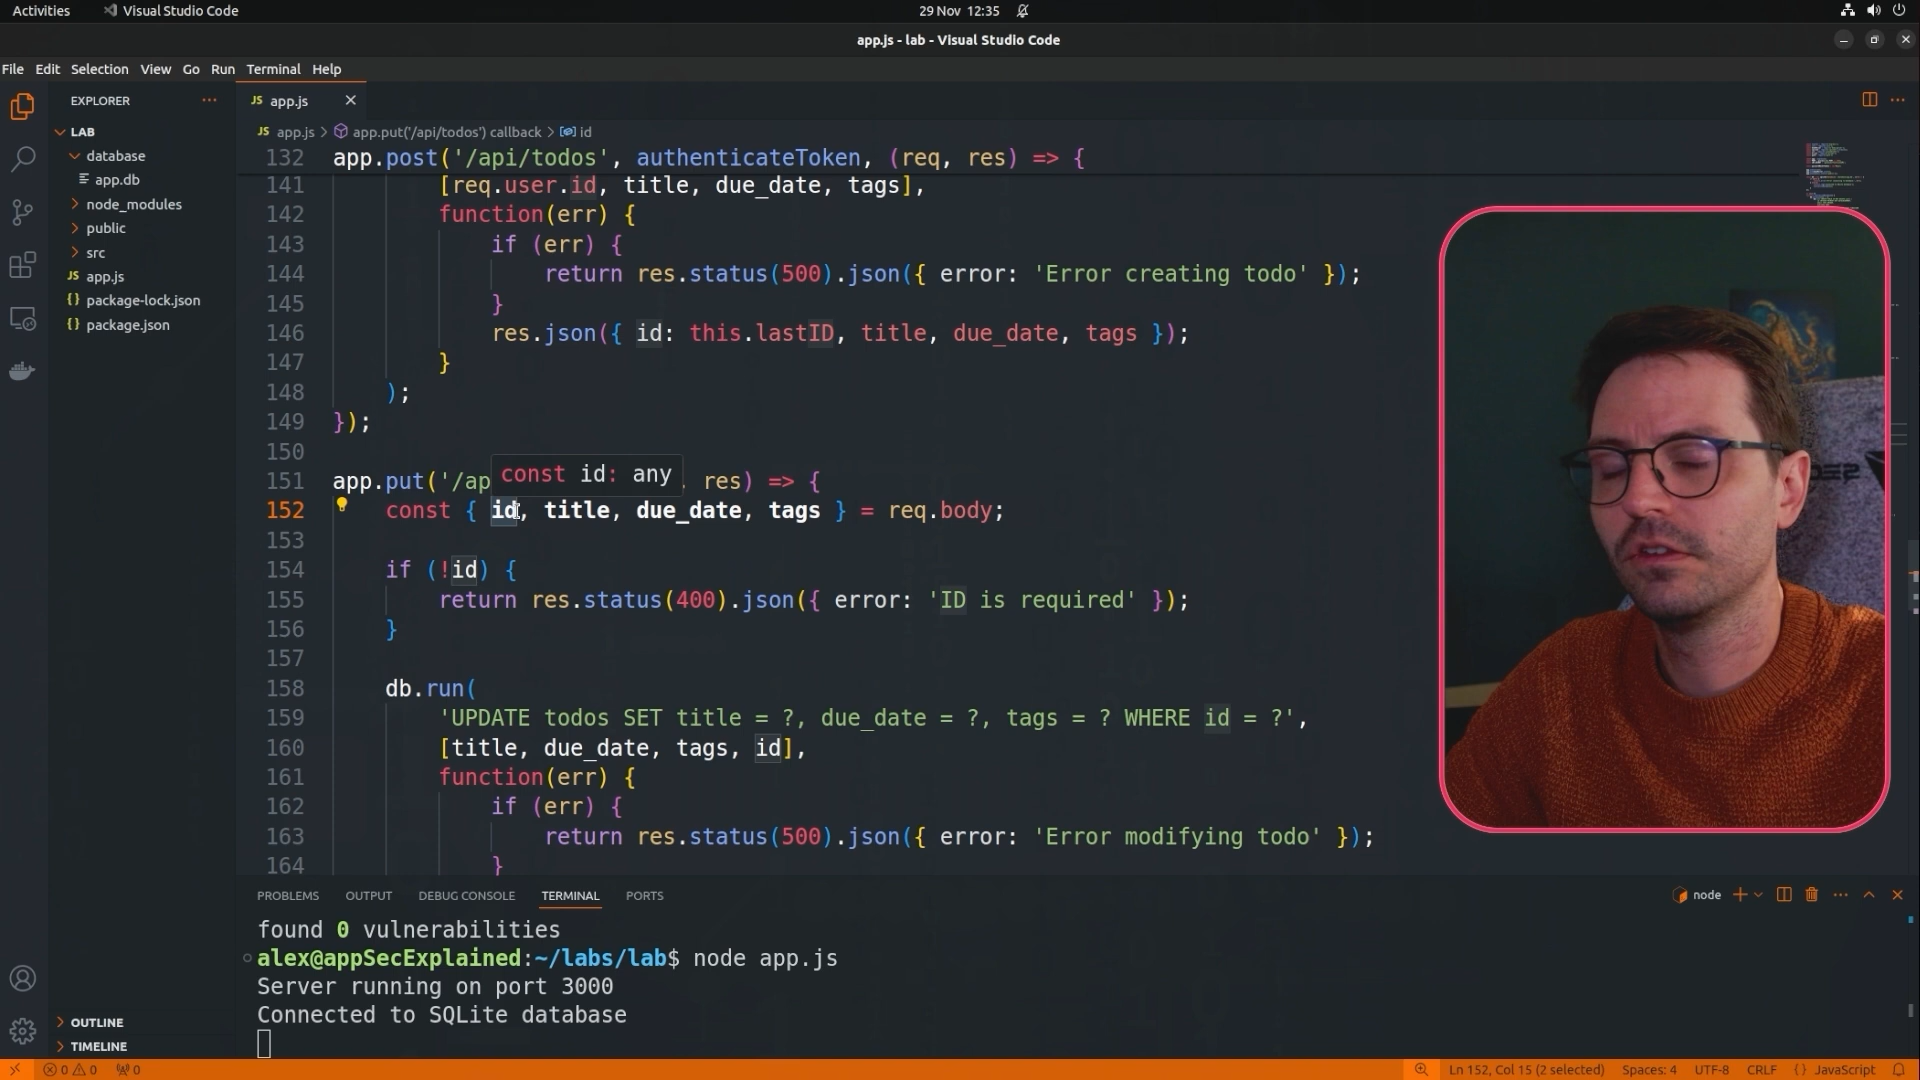 Activities Visual Studio Code 29 Nov 12:35
app.js - lab - Visual Studio Code
File Edit Selection View Go Run Terminal Help
EXPLORER
LAB
database
app.db
node_modules
public
src
JS app.js
{} package-lock.json
{} package.json
OUTLINE
TIMELINE
JS app.js
JS app.js > app.put('/api/todos') callback > id
132 app.post('/api/todos', authenticateToken, (req, res) => {
141 [req.user.id, title, due_date, tags],
142 function(err) {
143 if (err) {
144 return res.status(500).json({ error: 'Error creating todo' });
145 }
146 res.json({ id: this.lastID, title, due_date, tags });
147 }
148 );
149 });
150
const id: any
151 app.put('/ap res) => {
152 const { id, title, due_date, tags } = req.body;
153
154 if (!id) {
155 return res.status(400).json({ error: 'ID is required' });
156 }
157
158 db.run(
159 'UPDATE todos SET title = ?, due_date = ?, tags = ? WHERE id = ?',
160 [title, due_date, tags, id],
161 function(err) {
162 if (err) {
163 return res.status(500).json({ error: 'Error modifying todo' });
164 }
PROBLEMS OUTPUT DEBUG CONSOLE TERMINAL PORTS node
found 0 vulnerabilities
alex@appSecExplained:~/labs/lab$ node app.js
Server running on port 3000
Connected to SQLite database
0 0 0 Ln 152, Col 15 (2 selected) Spaces: 4 UTF-8 CRLF {} JavaScript